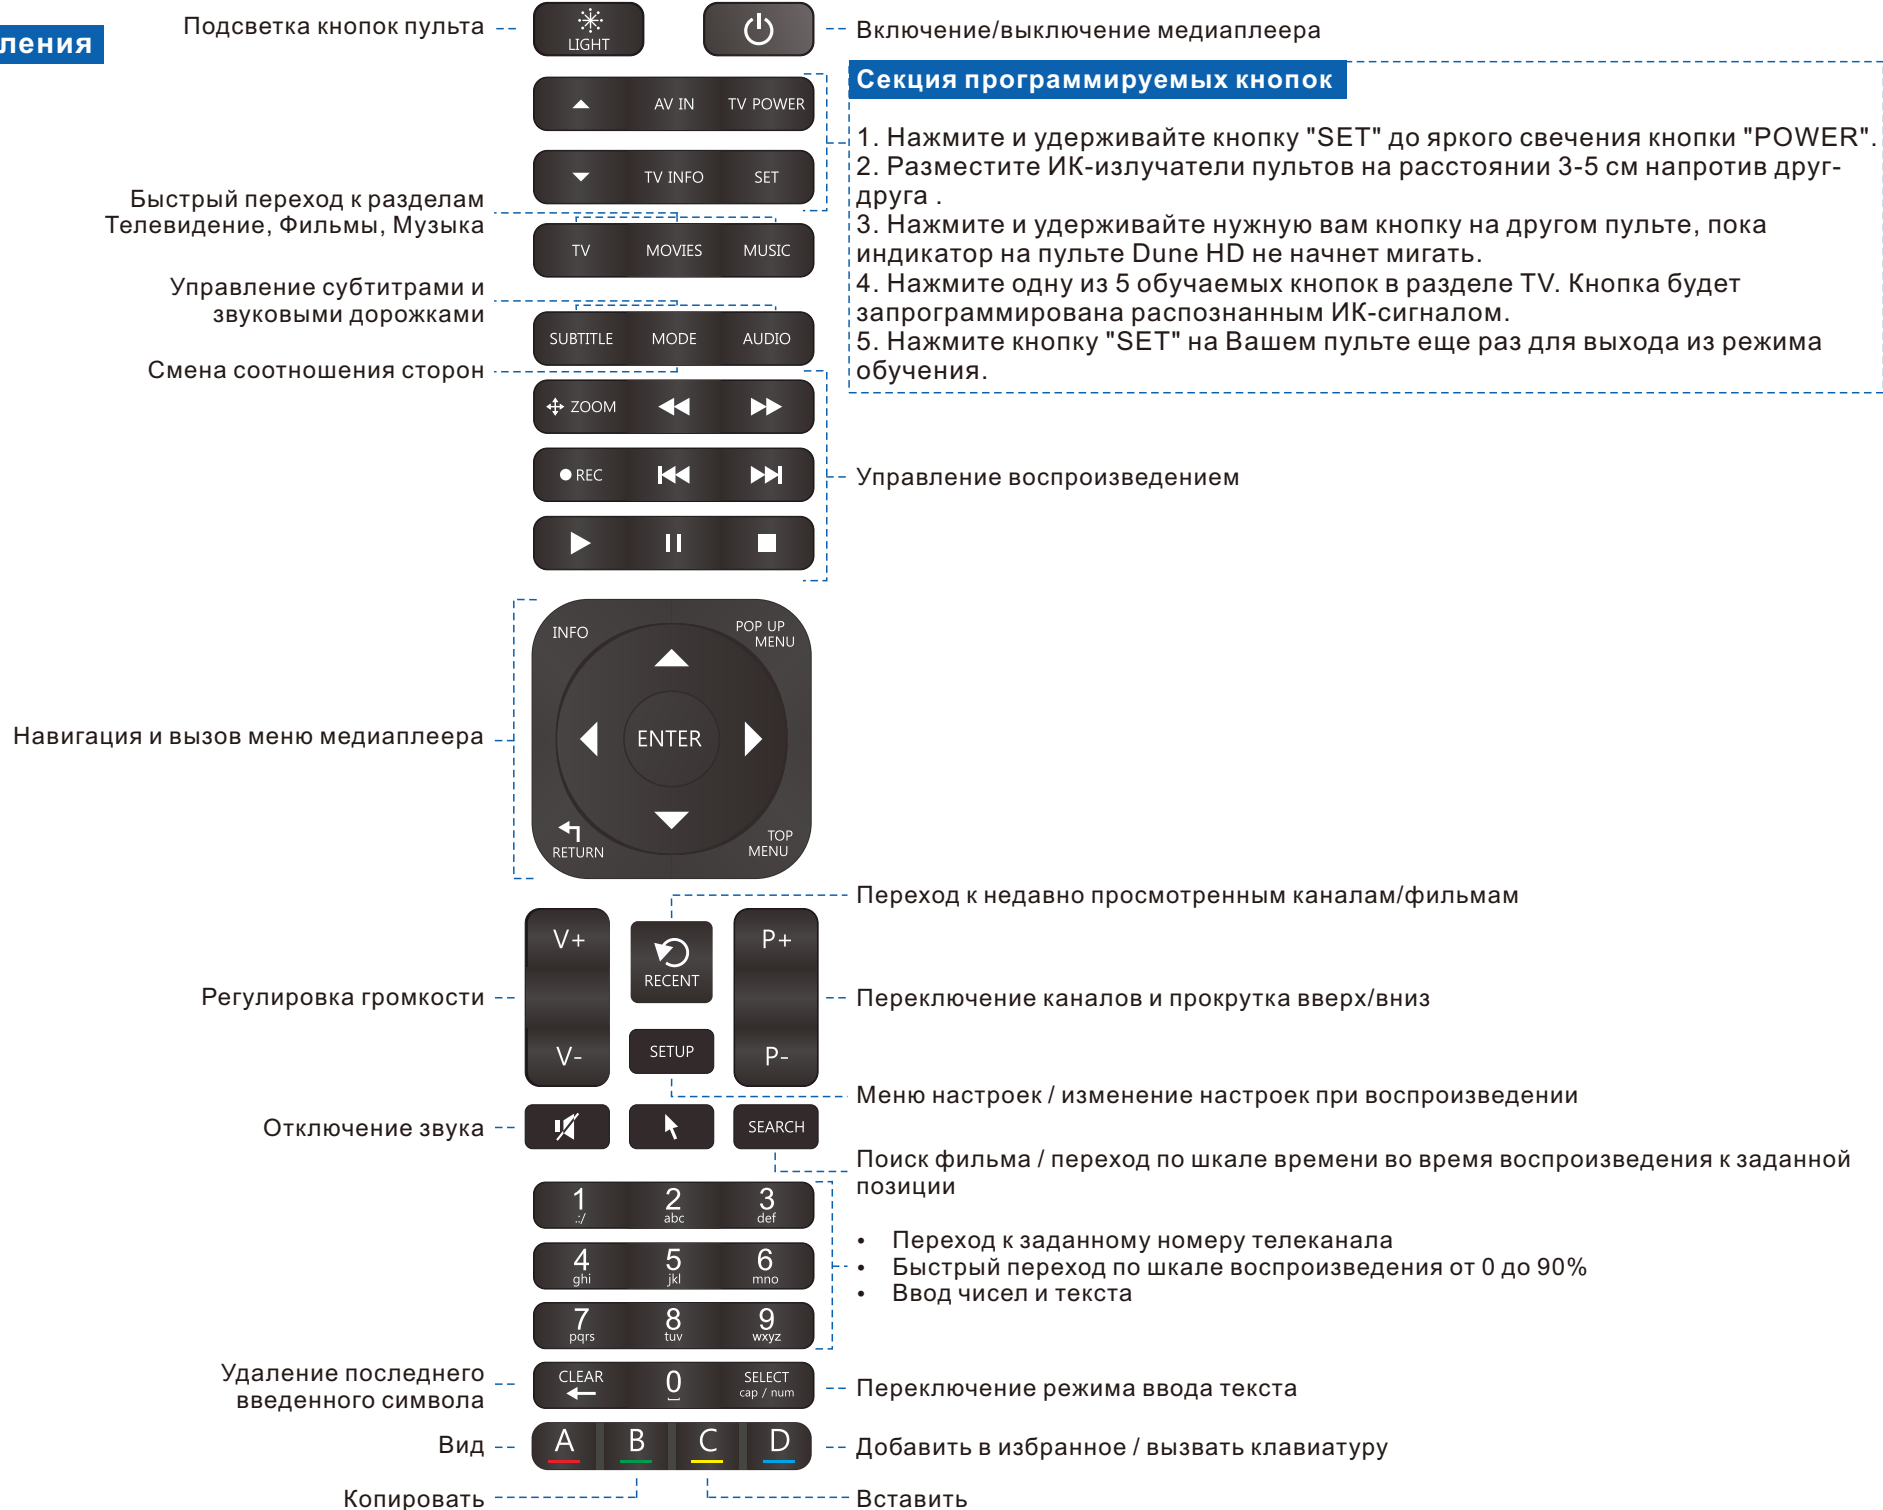 Подсветка кнопок пульта
LIGHT
Включение/выключение медиаплеера
ления
Секция программируемых кнопок
AV IN TV POWER
TV INFO SET
1. Нажмите и удерживайте кнопку "SET" до яркого свечения кнопки "POWER".
2. Разместите ИК-излучатели пультов на расстоянии 3-5 см напротив друг-
друга .
3. Нажмите и удерживайте нужную вам кнопку на другом пульте, пока
индикатор на пульте Dune HD не начнет мигать.
4. Нажмите одну из 5 обучаемых кнопок в разделе TV. Кнопка будет
запрограммирована распознанным ИК-сигналом.
5. Нажмите кнопку "SET" на Вашем пульте еще раз для выхода из режима
обучения.
Быстрый переход к разделам
Телевидение, Фильмы, Музыка
TV MOVIES MUSIC
Управление субтитрами и
звуковыми дорожками
SUBTITLE MODE AUDIO
Смена соотношения сторон
ZOOM
REC
Управление воспроизведением
INFO
POP UP
MENU
ENTER
Навигация и вызов меню медиаплеера
RETURN
TOP
MENU
Переход к недавно просмотренным каналам/фильмам
V+
RECENT
P+
Регулировка громкости
Переключение каналов и прокрутка вверх/вниз
V-
SETUP
P-
Меню настроек / изменение настроек при воспроизведении
Отключение звука
SEARCH
Поиск фильма / переход по шкале времени во время воспроизведения к заданной
позиции
1 2 3
.:/ abc def
4 5 6
ghi jkl mno
7 8 9
pqrs tuv wxyz
• Переход к заданному номеру телеканала
• Быстрый переход по шкале воспроизведения от 0 до 90%
• Ввод чисел и текста
Удаление последнего
введенного символа
CLEAR 0 SELECT
cap / num
Переключение режима ввода текста
Вид
A B C D
Добавить в избранное / вызвать клавиатуру
Копировать
Вставить